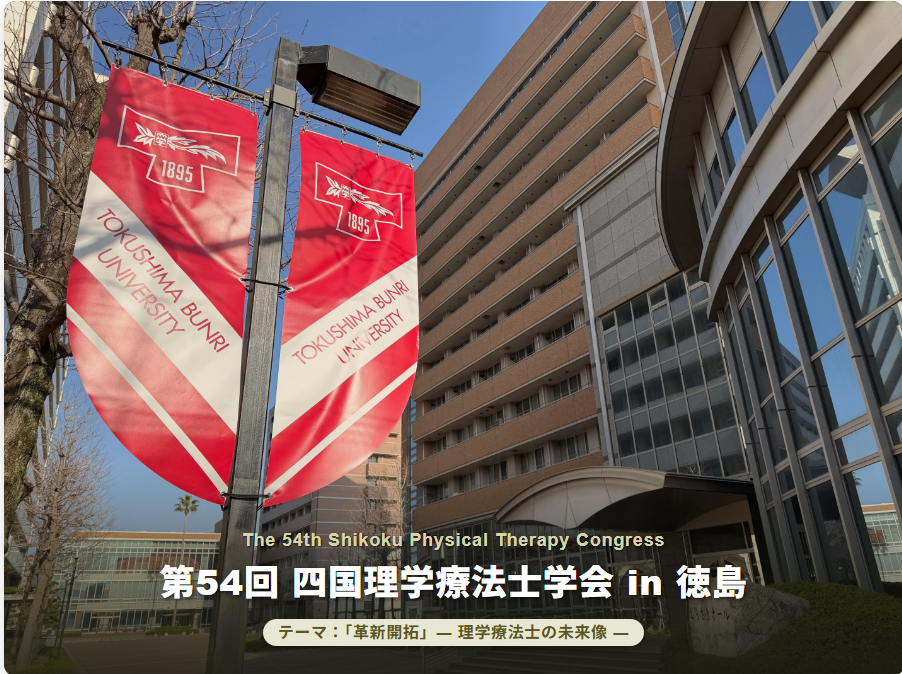 1895
TOKUSHIMA BUNRI
UNIVERSITY
1895
TOKUSHIMA BUNRI
UNIVERSITY
The 54th Shikoku Physical Therapy Congress
第54回 四国理学療法士学会 in 徳島
テーマ：「革新開拓」― 理学療法士の未来像 ―